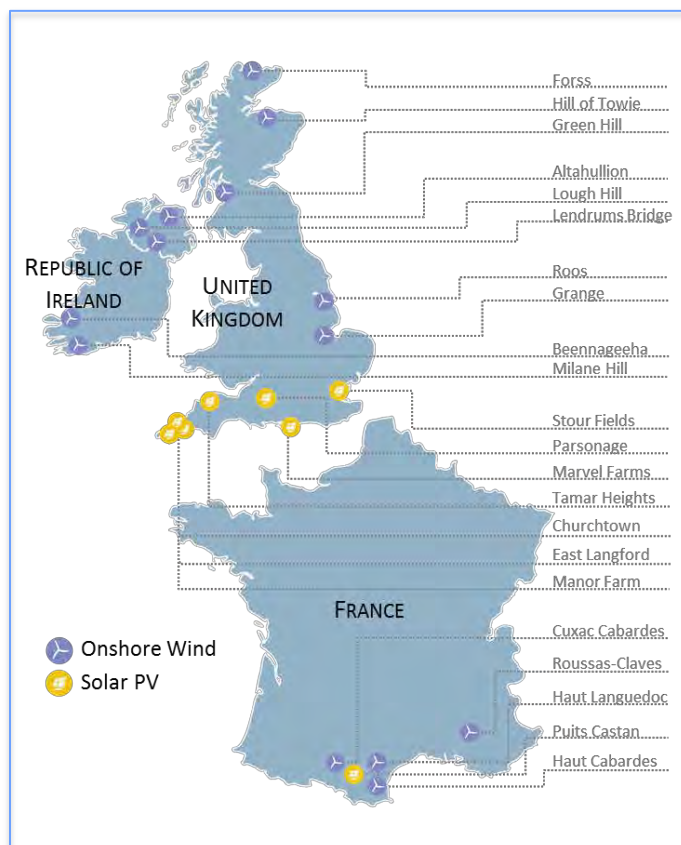 Forss
Hill of Towie
Green Hill
Altahullion
Lough Hill
Lendrums Bridge
REPUBLIC OF
IRELAND
UNITED
KINGDOM
Roos
Grange
Beennageeha
Milane Hill
Stour Fields
Parsonage
Marvel Farms
Tamar Heights
Churchtown
East Langford
Manor Farm
FRANCE
Cuxac Cabardes
Roussas-Claves
Haut Languedoc
Puits Castan
Haut Cabardes
Onshore Wind
Solar PV